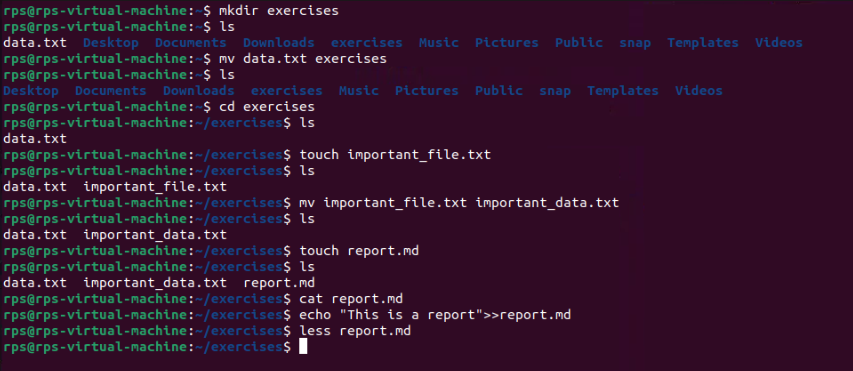 rps@rps-virtual-machine:~$ mkdir exercises
rps@rps-virtual-machine:~$ ls
data.txt  Desktop  Documents  Downloads  exercises  Music  Pictures  Public  snap  Templates  Videos
rps@rps-virtual-machine:~$ mv data.txt exercises
rps@rps-virtual-machine:~$ ls
Desktop  Documents  Downloads  exercises  Music  Pictures  Public  snap  Templates  Videos
rps@rps-virtual-machine:~$ cd exercises
rps@rps-virtual-machine:~/exercises$ ls
data.txt
rps@rps-virtual-machine:~/exercises$ touch important_file.txt
rps@rps-virtual-machine:~/exercises$ ls
data.txt  important_file.txt
rps@rps-virtual-machine:~/exercises$ mv important_file.txt important_data.txt
rps@rps-virtual-machine:~/exercises$ ls
data.txt  important_data.txt
rps@rps-virtual-machine:~/exercises$ touch report.md
rps@rps-virtual-machine:~/exercises$ ls
data.txt  important_data.txt  report.md
rps@rps-virtual-machine:~/exercises$ cat report.md
rps@rps-virtual-machine:~/exercises$ echo "This is a report">>report.md
rps@rps-virtual-machine:~/exercises$ less report.md
rps@rps-virtual-machine:~/exercises$